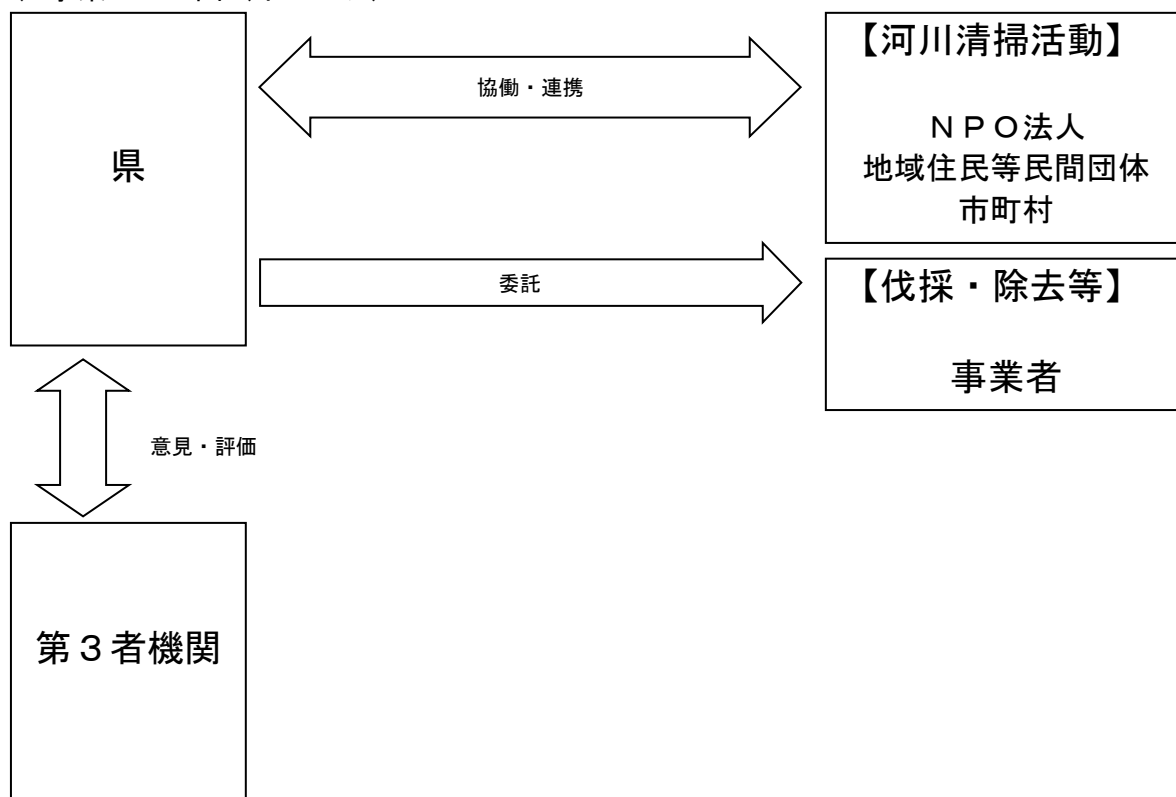 県
協働・連携
【河川清掃活動】
ＮＰＯ法人
地域住民等民間団体
市町村
委託
【伐採・除去等】
事業者
意見・評価
第３者機関